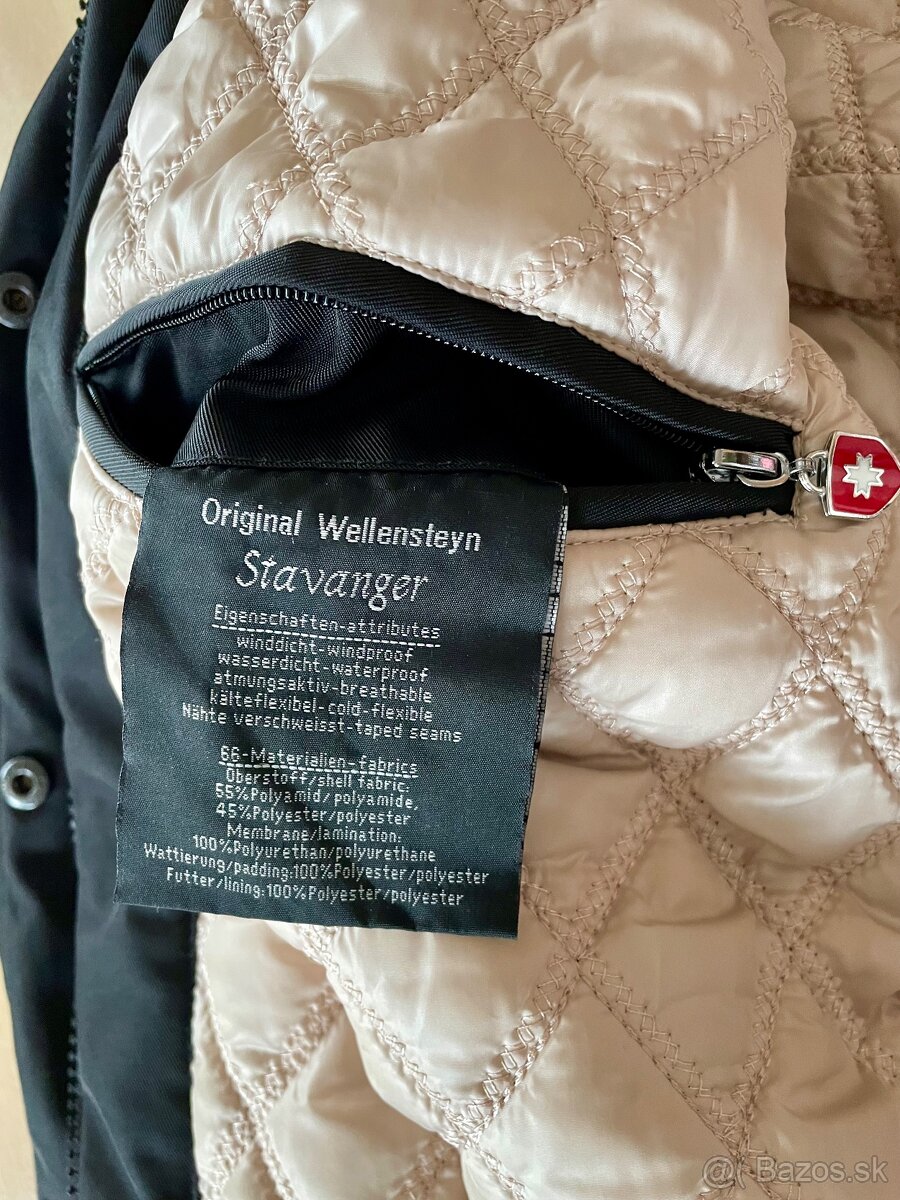 Original Wellensteyn
Stavanger
Eigenschaften-attributes
winddicht-windproof
wasserdicht-waterproof
atmungsaktiv-breathable
kälteflexibel-cold-flexible
Nähte verschweisst-taped seams
66-Materialien-fabrics
Oberstoff/shell fabric:
55%Polyamid/polyamide,
45%Polyester/polyester
Membrane/lamination:
100%Polyurethan/polyurethane
Wattierung/padding:100%Polyester/polyester
Futter/lining:100%Polyester/polyester
@( Bazos.sk